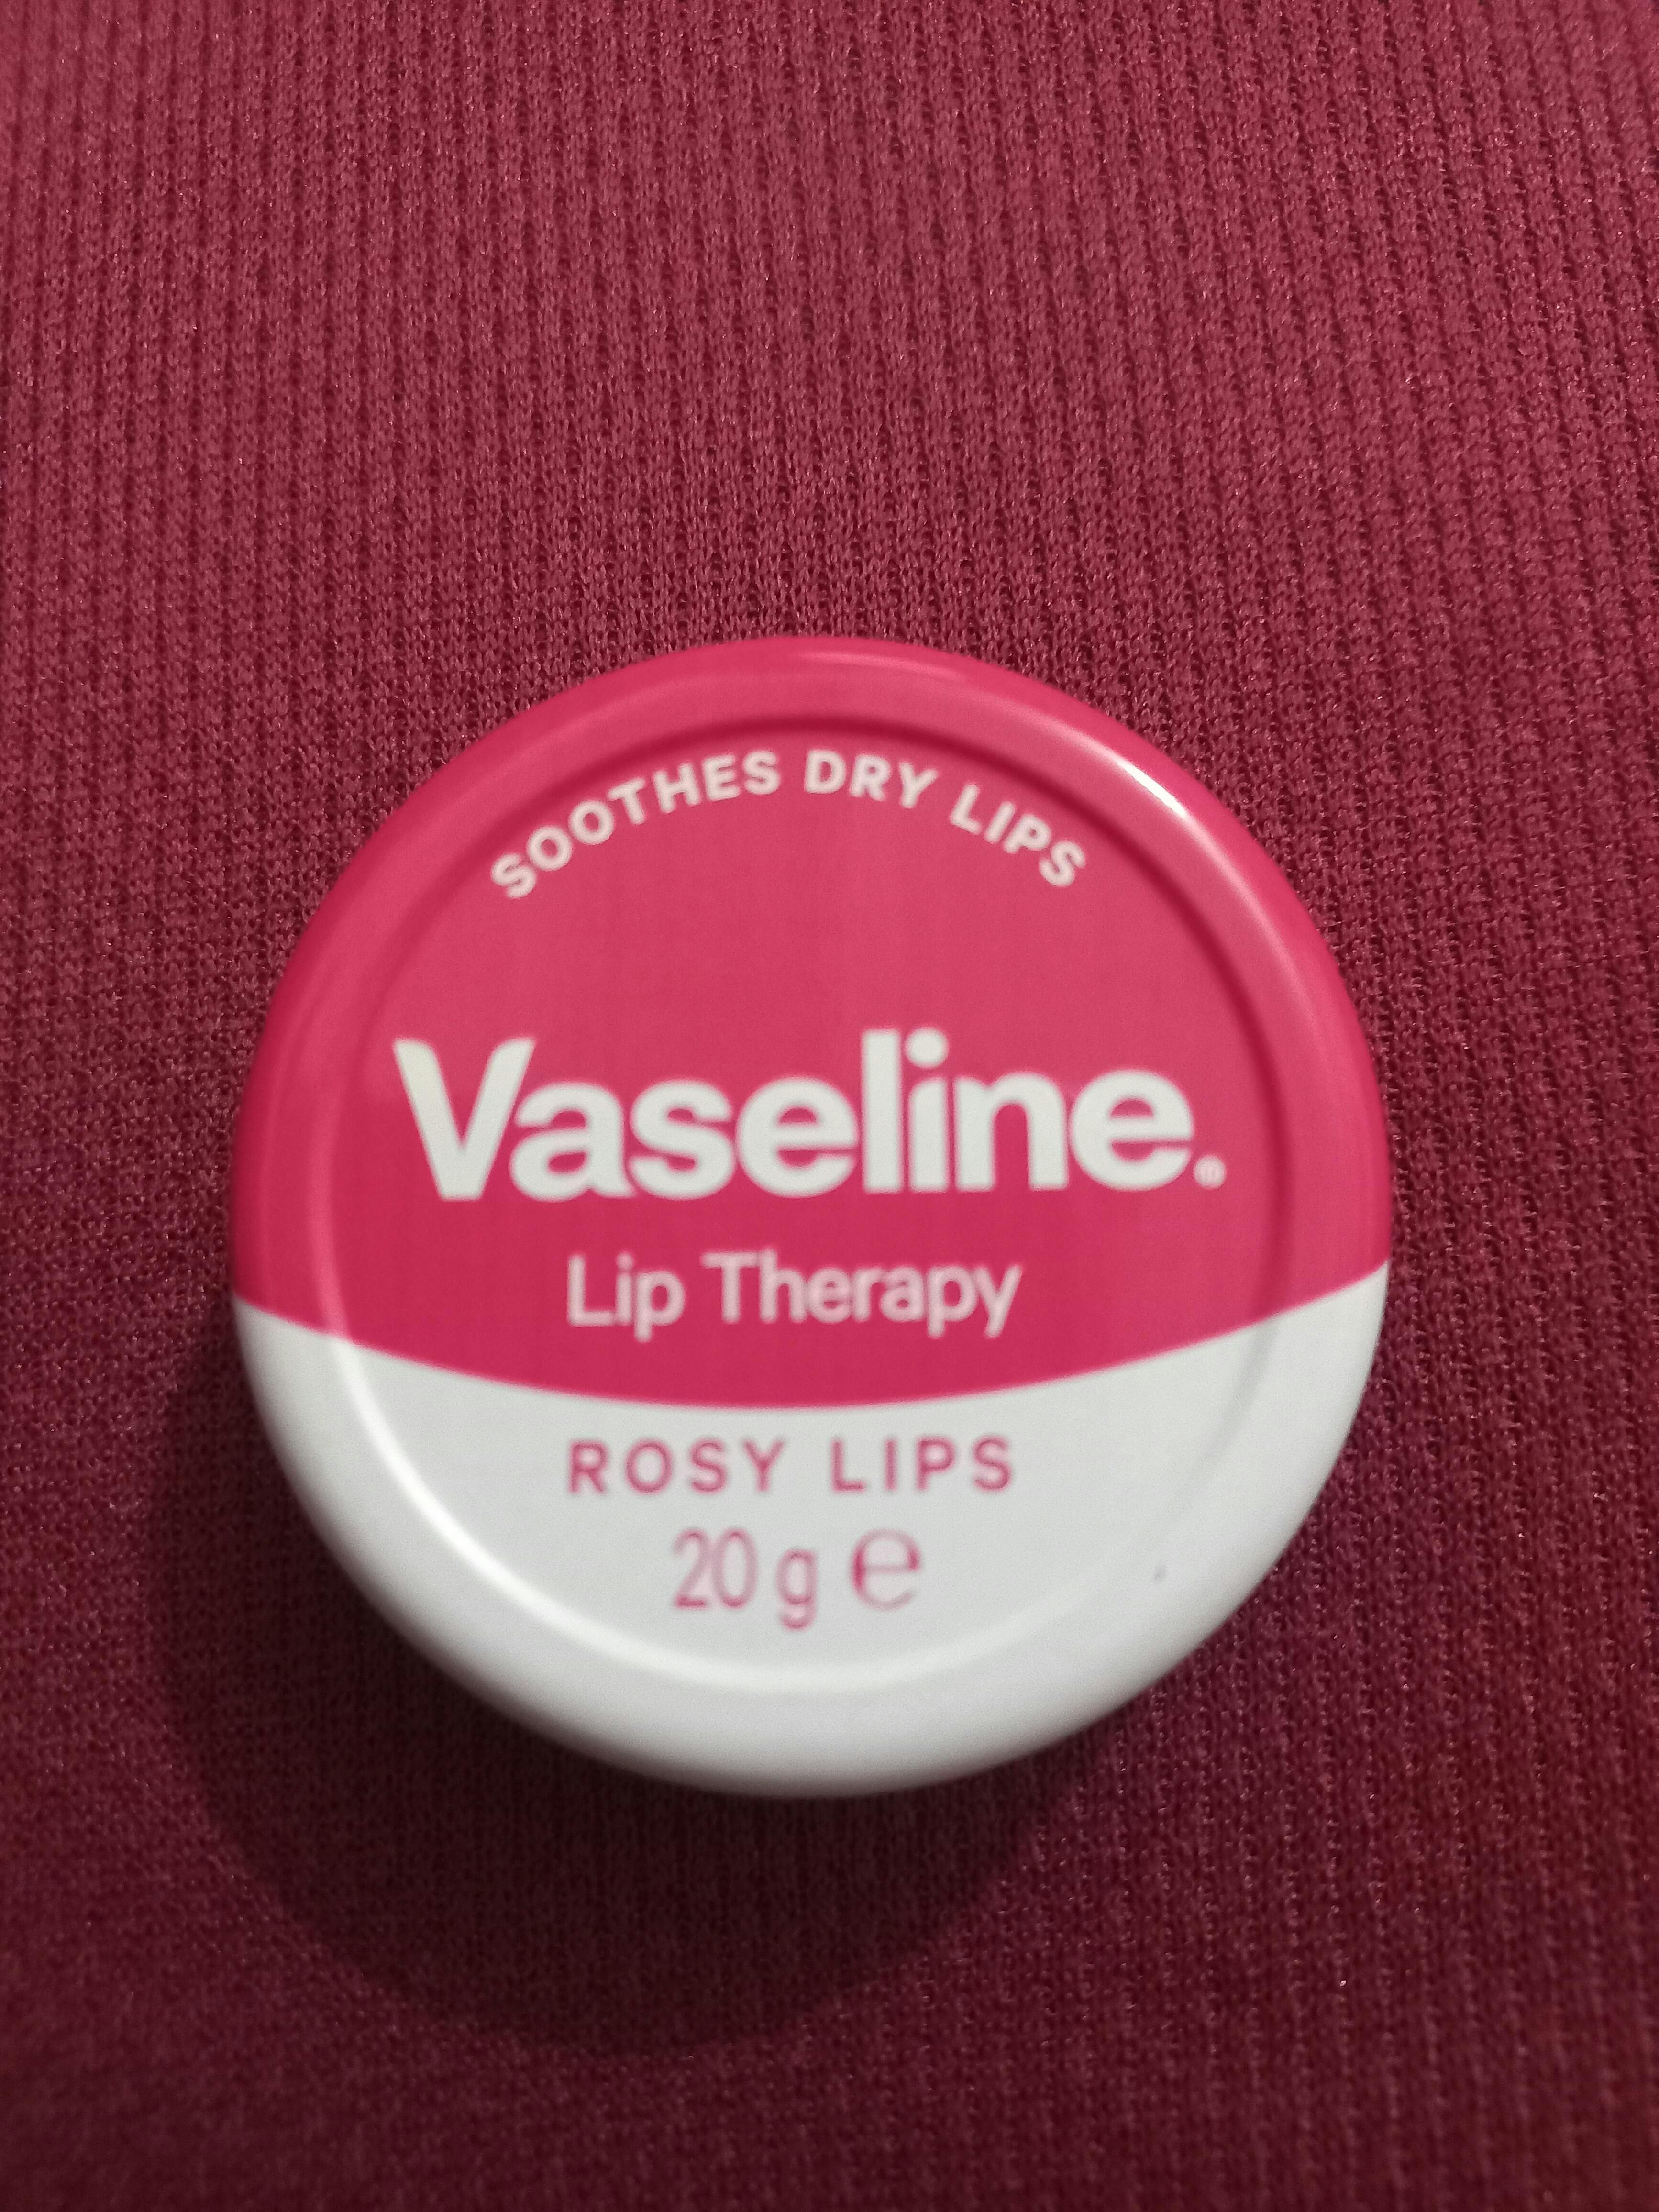 SOOTHES DRY LIPS
Vaseline®
Lip Therapy
ROSY LIPS
20 g ℮